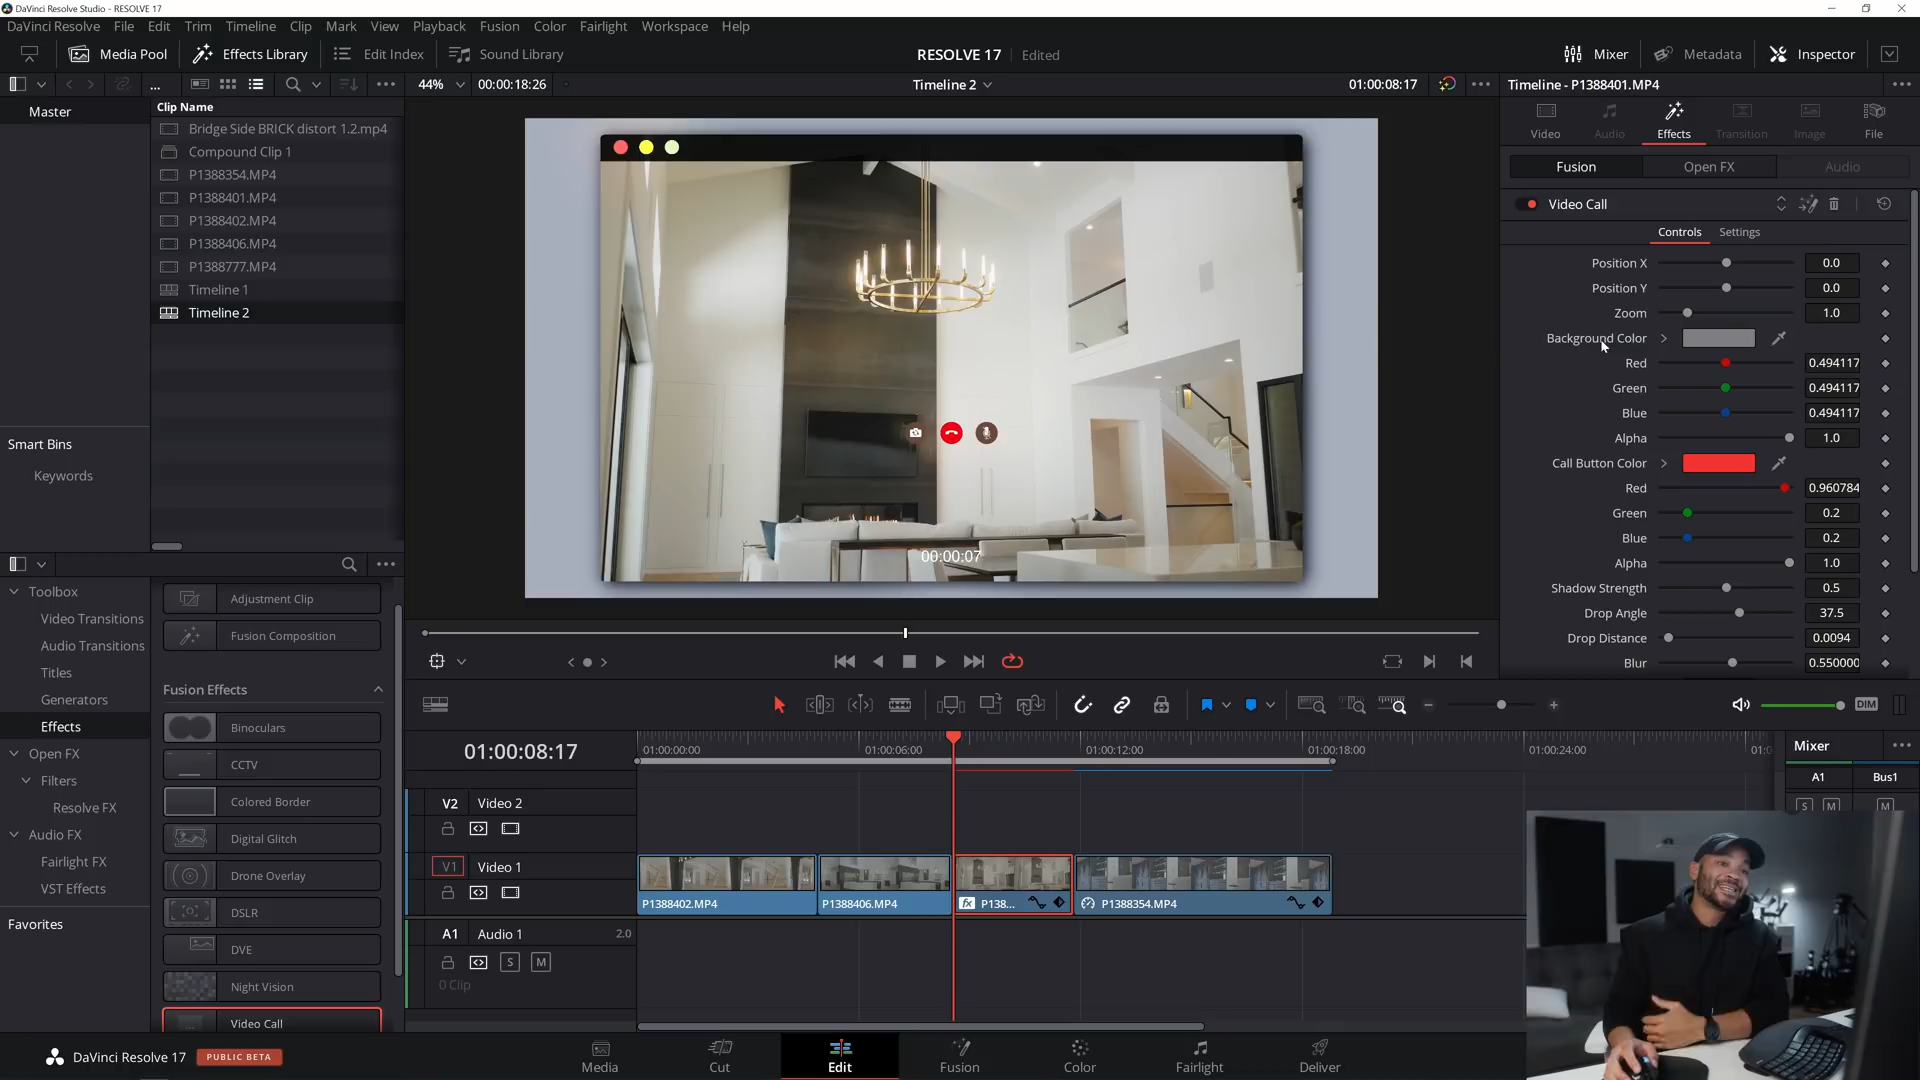 DaVinci Resolve Studio - RESOLVE 17
DaVinci Resolve File Edit Trim Timeline Clip Mark View Playback Fusion Color Fairlight Workspace Help
Media Pool Effects Library Edit Index Sound Library RESOLVE 17 Edited Mixer Metadata Inspector
44% 00:00:18:26 Timeline 2 01:00:08:17 Timeline - P1388401.MP4
Master
Clip Name
Bridge Side BRICK distort 1.2.mp4
Compound Clip 1
P1388354.MP4
P1388401.MP4
P1388402.MP4
P1388406.MP4
P1388777.MP4
Timeline 1
Timeline 2
Smart Bins
Keywords
00:00:07
Video Audio Effects Transition Image File
Fusion Open FX Audio
Video Call
Controls Settings
Position X 0.0
Position Y 0.0
Zoom 1.0
Background Color
Red 0.494117
Green 0.494117
Blue 0.494117
Alpha 1.0
Call Button Color
Red 0.960784
Green 0.2
Blue 0.2
Alpha 1.0
Shadow Strength 0.5
Drop Angle 37.5
Drop Distance 0.0094
Blur 0.550000
Toolbox
Video Transitions
Audio Transitions
Titles
Generators
Effects
Open FX
Filters
Resolve FX
Audio FX
Fairlight FX
VST Effects
Favorites
Adjustment Clip
Fusion Composition
Fusion Effects
Binoculars
CCTV
Colored Border
Digital Glitch
Drone Overlay
DSLR
DVE
Night Vision
Video Call
DIM
01:00:08:17
01:00:00:00 01:00:06:00 01:00:12:00 01:00:18:00 01:00:24:00
V2 Video 2
V1 Video 1
P1388402.MP4 P1388406.MP4 fx P138... P1388354.MP4
A1 Audio 1 2.0
S M
0 Clip
Mixer
A1 Bus1
S M M
DaVinci Resolve 17 PUBLIC BETA
Media Cut Edit Fusion Color Fairlight Deliver